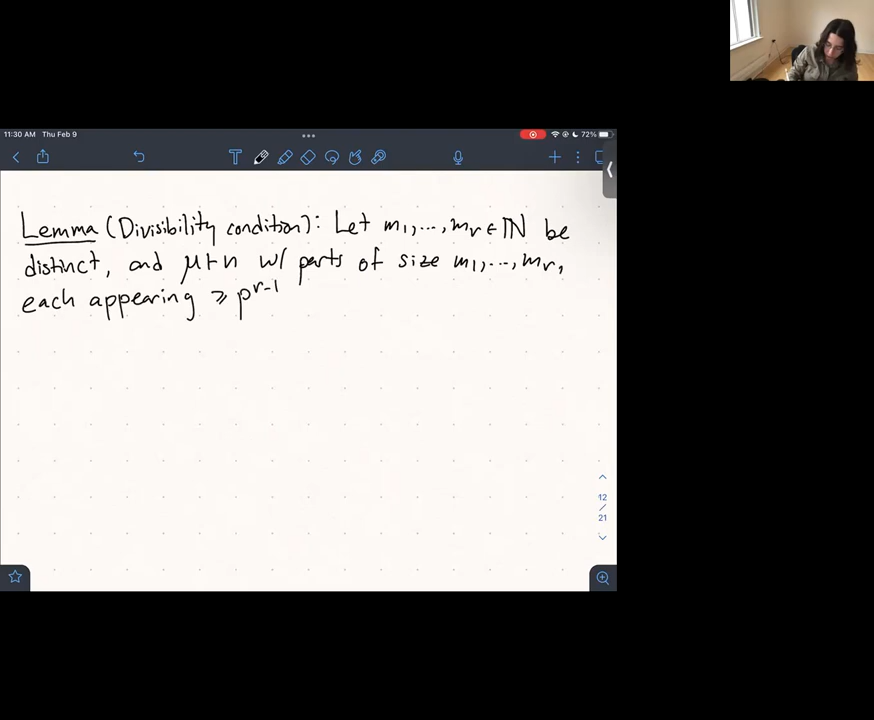 11:30 AM Thu Feb 9
72%
Lemma (Divisibility condition): Let m₁,...,mᵣ ∈ ℕ be
distinct, and μ ⊢ n w/ parts of size m₁,...,mᵣ,
each appearing ⩾ pʳ⁻¹
12
/
21